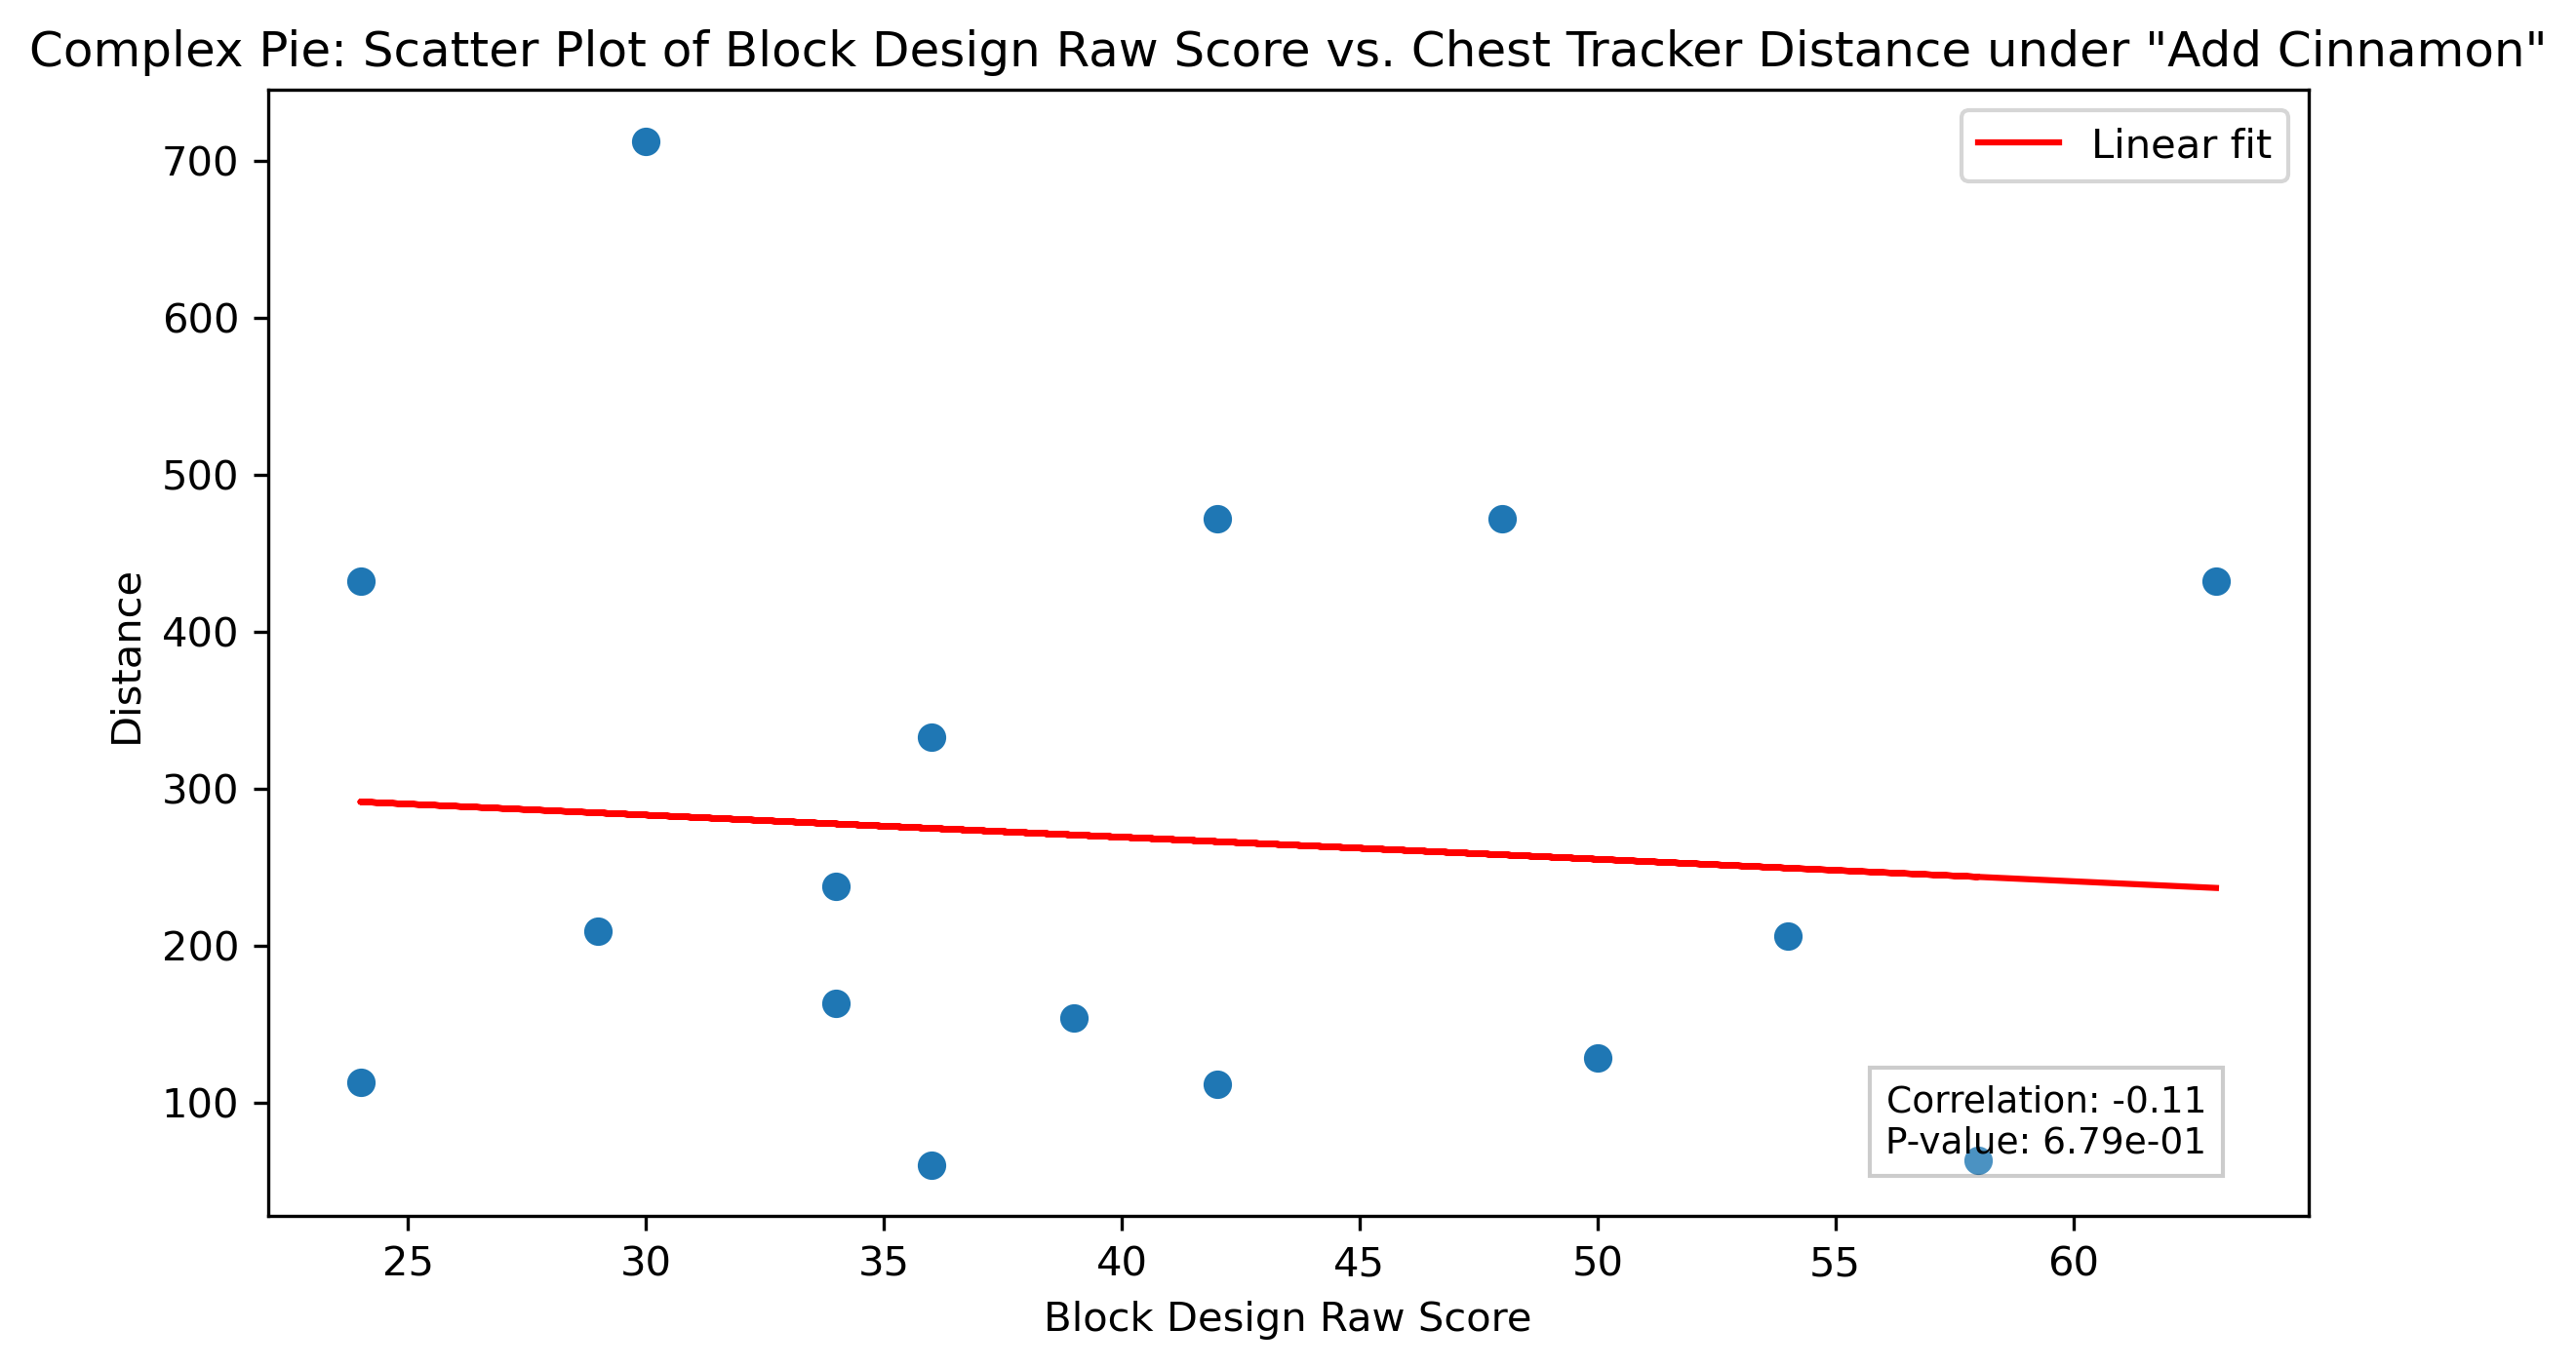 Complex Pie: Scatter Plot of Block Design Raw Score vs. Chest Tracker Distance under "Add Cinnamon"
Linear fit
700
600
500
400
300
200
100
Distance
Correlation: -0.11
P-value: 6.79e-01
25 30 35 40 45 50 55 60
Block Design Raw Score